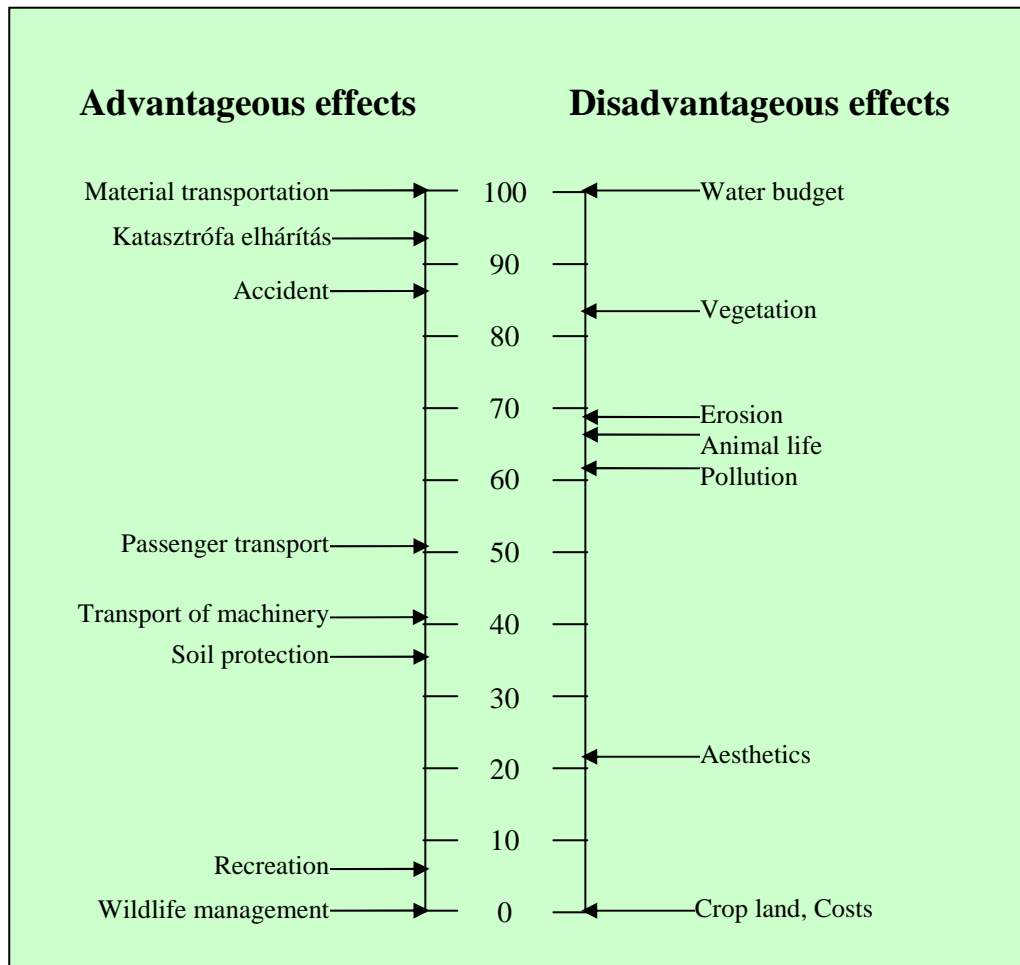 Advantageous effects
Disadvantageous effects
Material transportation
100
Water budget
Katasztrófa elhárítás
90
Accident
Vegetation
80
70
Erosion
Animal life
Pollution
60
Passenger transport
50
Transport of machinery
40
Soil protection
30
Aesthetics
20
10
Recreation
Wildlife management
0
Crop land, Costs